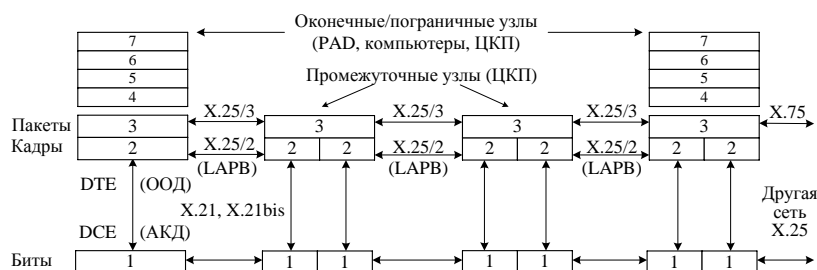 Оконечные/пограничные узлы
(PAD, компьютеры, ЦКП)
7 7
6 6
5 5
4 4
Промежуточные узлы (ЦКП)
X.25/3 X.25/3 X.25/3 X.75
Пакеты 3 3 3 3
Кадры 2 2 2 2 2 2 2
X.25/2 X.25/2 X.25/2
(LAPB) (LAPB) (LAPB)
DTE (ООД)
X.21, X.21bis
DCE (АКД)
Другая
сеть
X.25
Биты 1 1 1 1 1 1 1